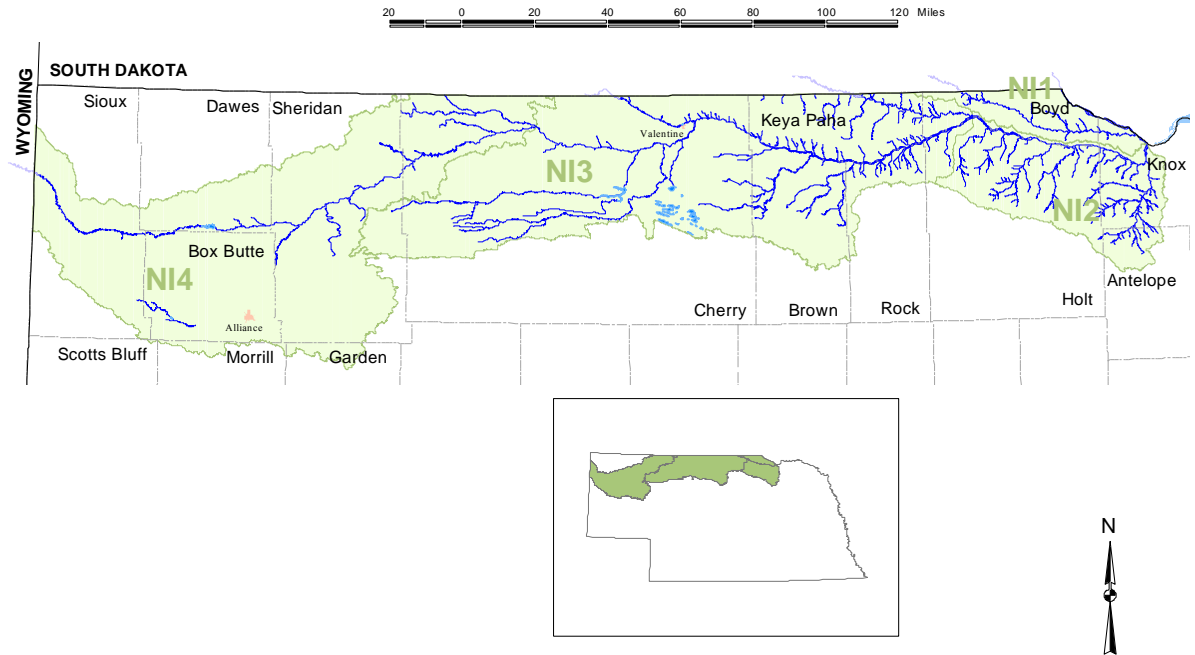 20 0 20 40 60 80 100 120 Miles
SOUTH DAKOTA
WYOMING
Sioux
Dawes
Sheridan
NI1
Boyd
Keya Paha
Valentine
Knox
NI3
NI2
Box Butte
NI4
Antelope
Cherry
Brown
Rock
Holt
Alliance
Scotts Bluff
Morrill
Garden
N